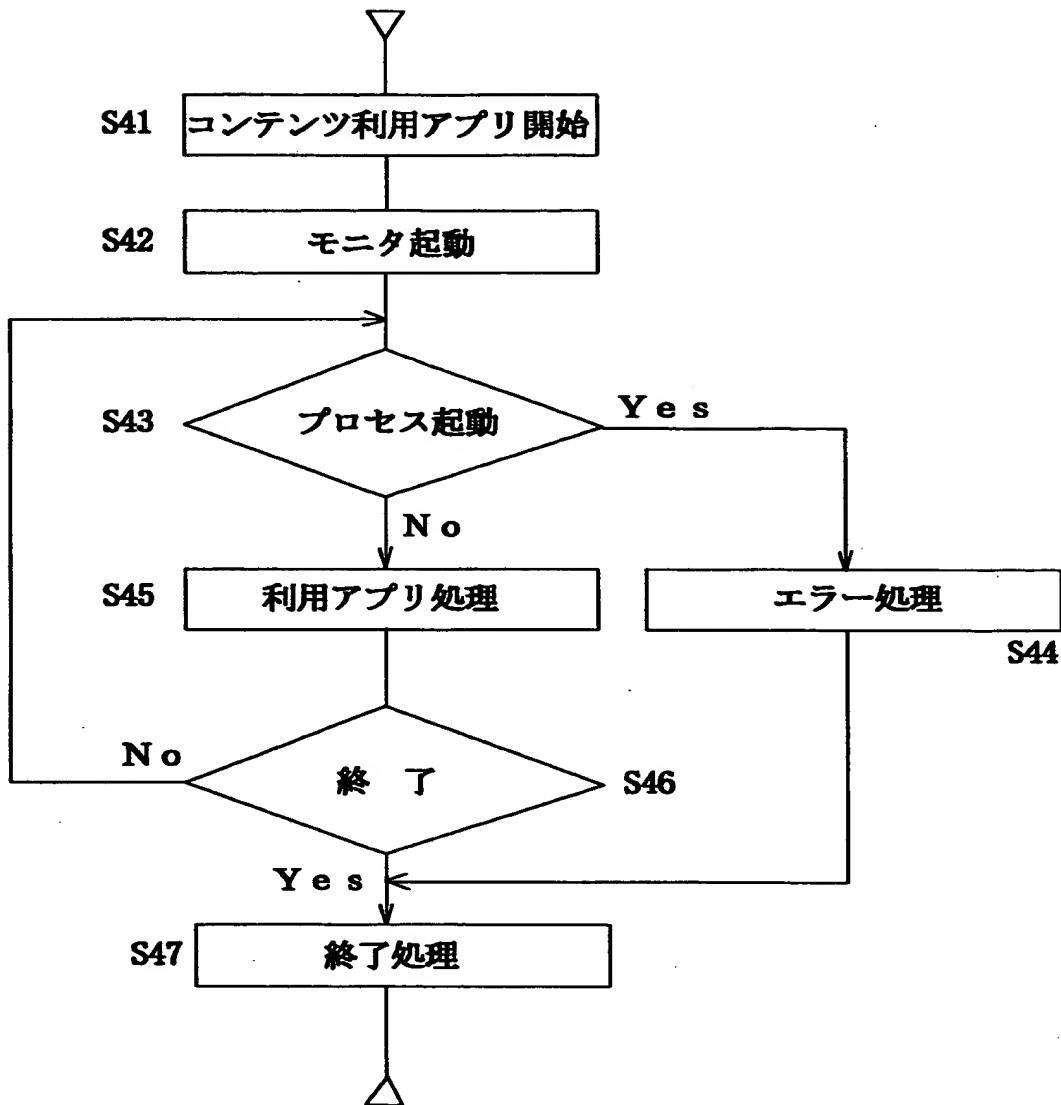 S41 コンテンツ利用アプリ開始
S42 モニタ起動
S43 プロセス起動 Yes
No
S45 利用アプリ処理 エラー処理
S44
No
終 了 S46
Yes
S47 終了処理